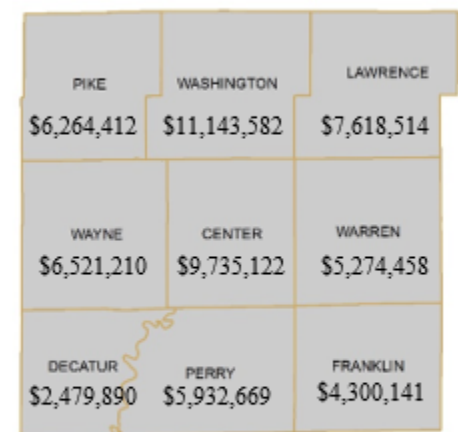 LAWRENCE
PIKE WASHINGTON
$6,264,412 $11,143,582 $7,618,514
WAYNE CENTER WARREN
$6,521,210 $9,735,122 $5,274,458
DECATUR PERRY FRANKLIN
$2,479,890 $5,932,669 $4,300,141